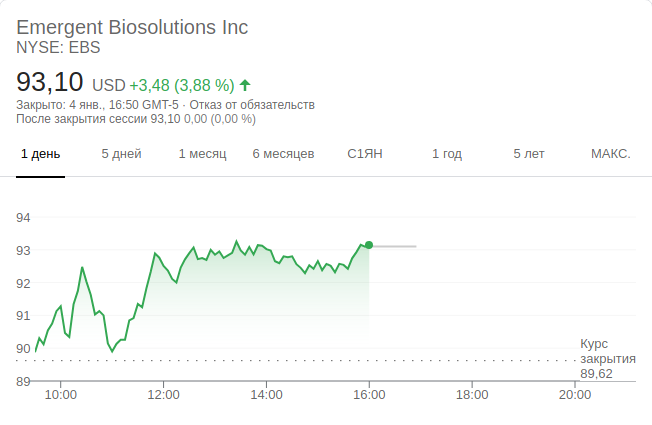 Emergent Biosolutions Inc
NYSE: EBS
93,10 USD +3,48 (3,88 %)
Закрыто: 4 янв., 16:50 GMT-5 · Отказ от обязательств
После закрытия сессии 93,10 0,00 (0,00 %)
1 день 5 дней 1 месяц 6 месяцев С1ЯН 1 год 5 лет МАКС.
94
93
92
91
90
89
Курс
закрытия
89,62
10:00 12:00 14:00 16:00 18:00 20:00